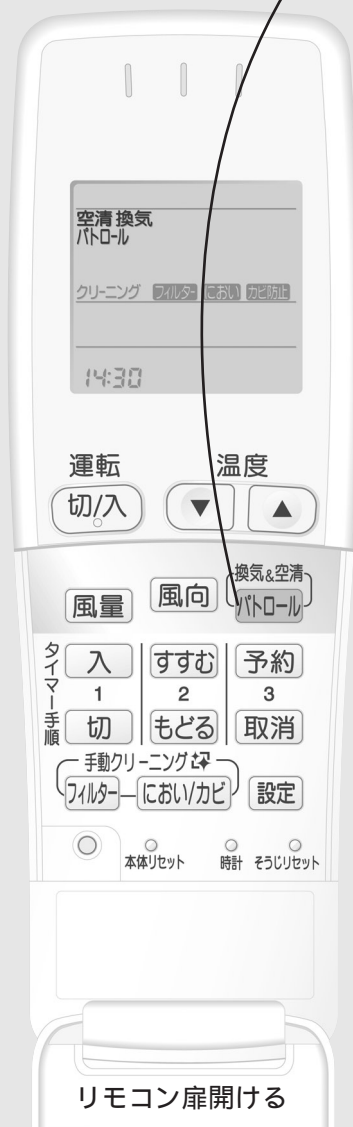 空清 換気
パトロール
クリーニング フィルター におい カビ防止
14:30
運転 温度
切/入 ▼ ▲
換気&空清
風量 風向 パトロール
タイマー手順
入 すすむ 予約
1 2 3
切 もどる 取消
手動クリーニング
フィルター におい/カビ 設定
本体リセット 時計 そうじリセット
リモコン扉開ける